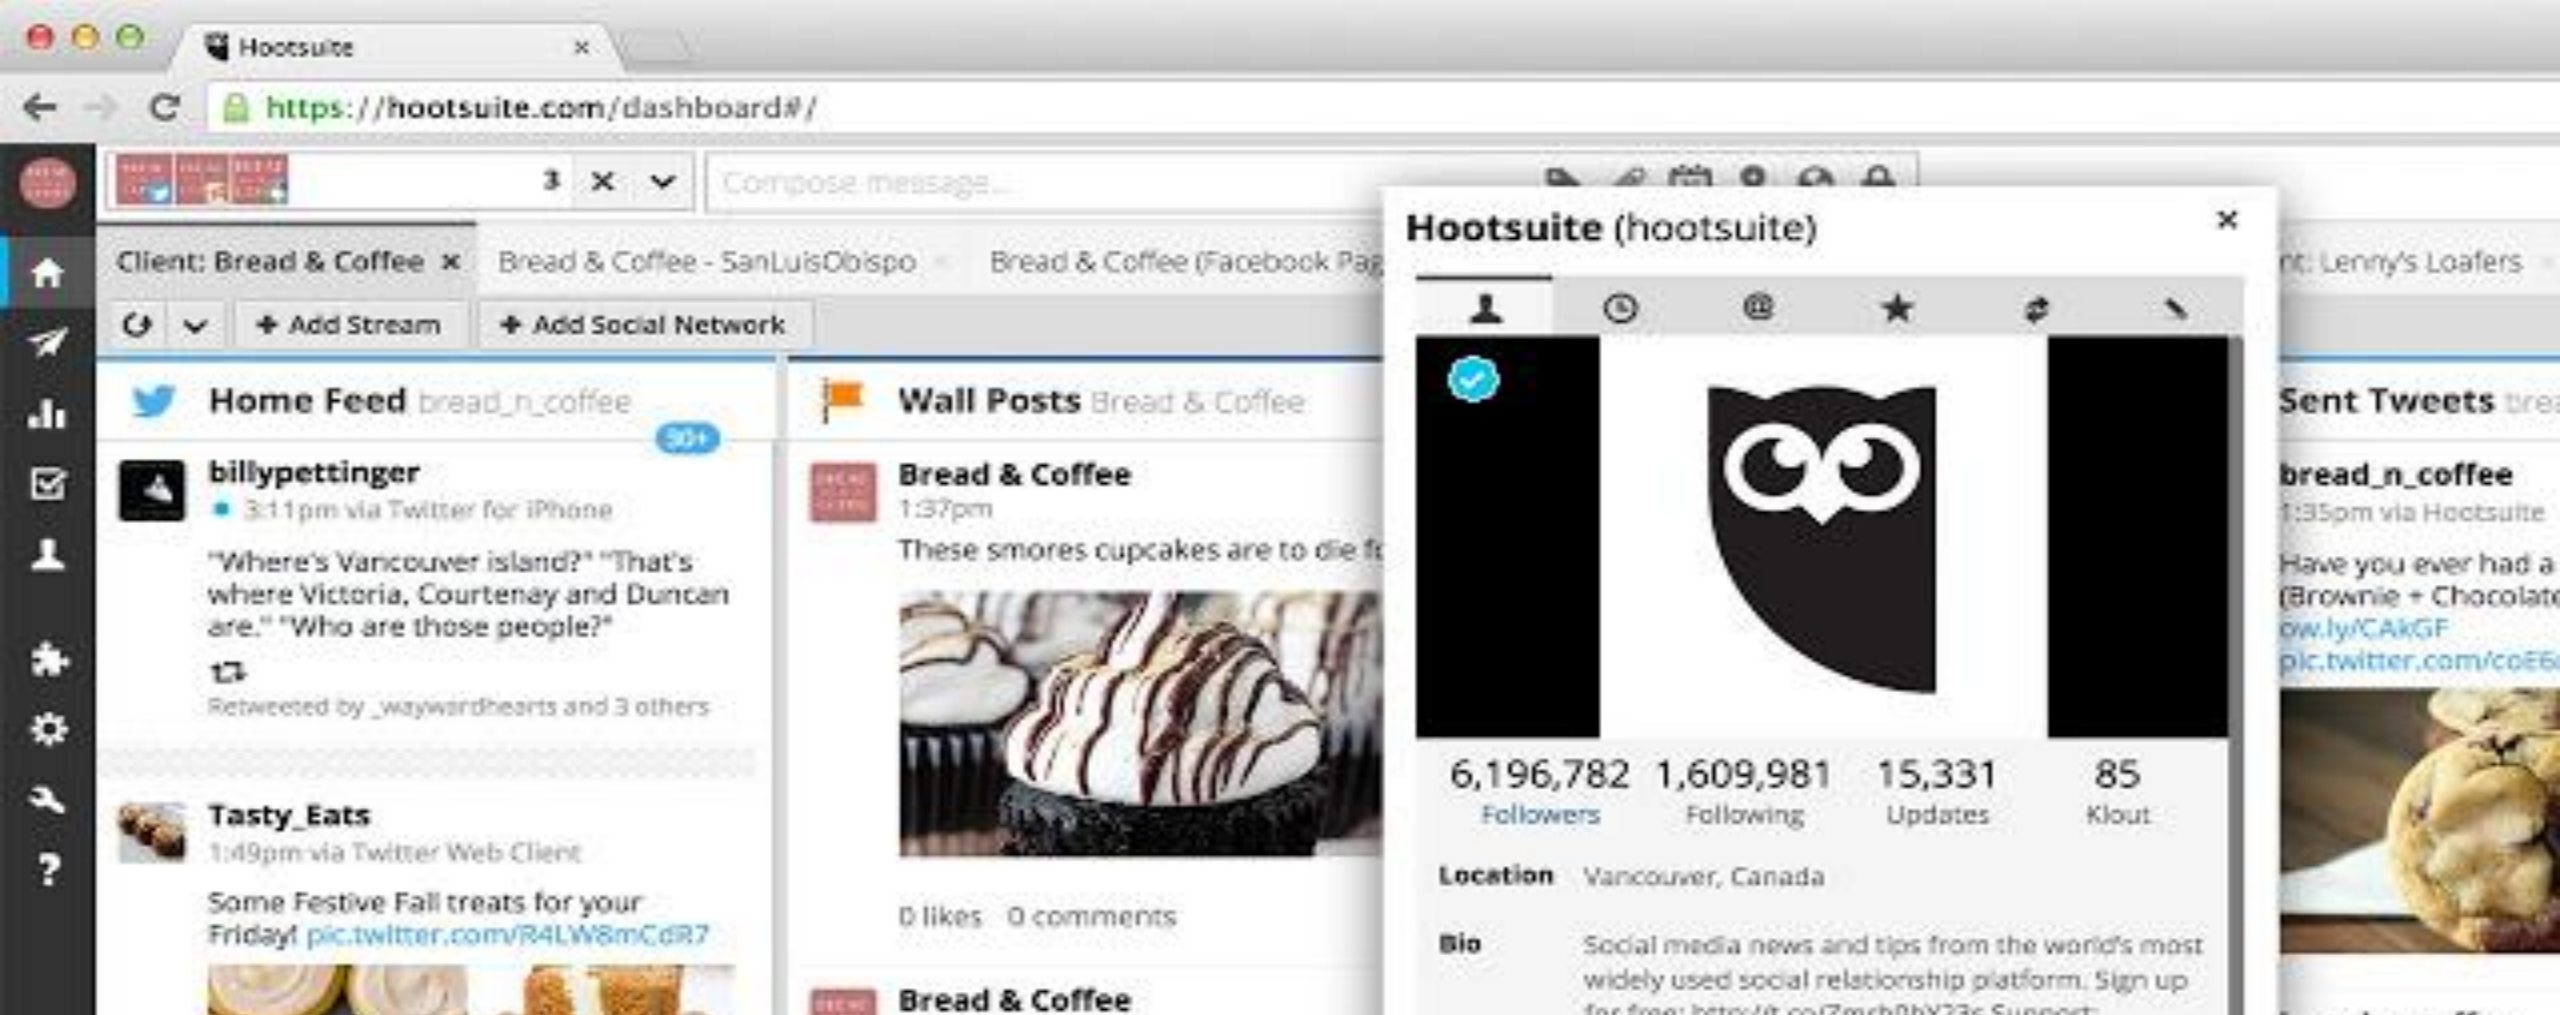 Hootsuite
https://hootsuite.com/dashboard#/
3
Compose message...
Client: Bread & Coffee
Bread & Coffee - SanLuisObispo
Bread & Coffee (Facebook Pag
nt: Lenny's Loafers
+ Add Stream
+ Add Social Network
Home Feed bread_n_coffee
billypettinger
3:11pm via Twitter for iPhone
"Where's Vancouver island?" "That's
where Victoria, Courtenay and Duncan
are." "Who are those people?"
Retweeted by _waywardhearts and 3 others
Tasty_Eats
1:49pm via Twitter Web Client
Some Festive Fall treats for your
Friday! pic.twitter.com/R4LW8mCdR7
Wall Posts Bread & Coffee
Bread & Coffee
1:37pm
These smores cupcakes are to die fo
0 likes 0 comments
Bread & Coffee
Hootsuite (hootsuite)
6,196,782 1,609,981 15,331 85
Followers Following Updates Klout
Location Vancouver, Canada
Bio Social media news and tips from the world's most
widely used social relationship platform. Sign up
Sent Tweets
bread_n_coffee
1:35pm via Hootsuite
Have you ever had a
(Brownie + Chocolate
ow.ly/CAkGF